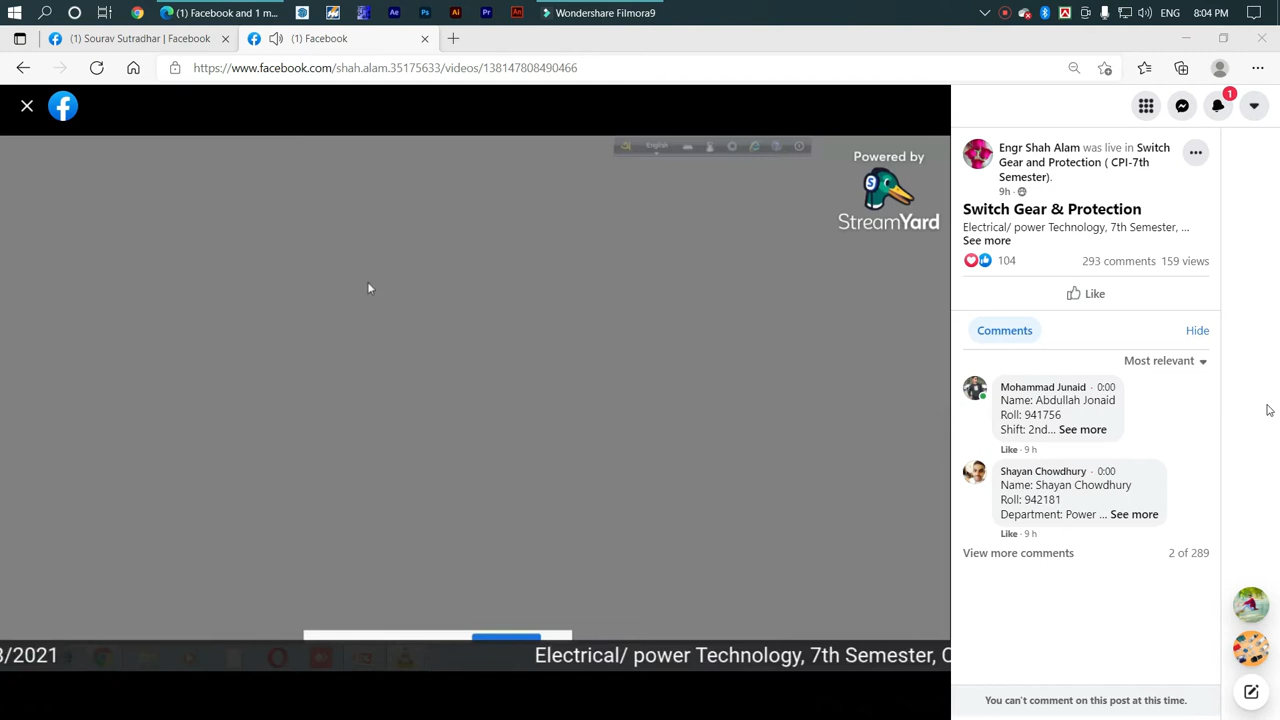 (1) Facebook and 1 m...
Wondershare Filmora9
ENG
8:04 PM
(1) Sourav Sutradhar | Facebook
(1) Facebook
https://www.facebook.com/shah.alam.35175633/videos/138147808490466
English
Powered by
StreamYard
3/2021
Electrical/ power Technology, 7th Semester, C
1
Engr Shah Alam was live in Switch
Gear and Protection ( CPI-7th
Semester).
9h ·
Switch Gear & Protection
Electrical/ power Technology, 7th Semester, ...
See more
104
293 comments 159 views
Like
Comments
Hide
Most relevant
Mohammad Junaid · 0:00
Name: Abdullah Jonaid
Roll: 941756
Shift: 2nd... See more
Like · 9 h
Shayan Chowdhury · 0:00
Name: Shayan Chowdhury
Roll: 942181
Department: Power ... See more
Like · 9 h
View more comments
2 of 289
You can't comment on this post at this time.